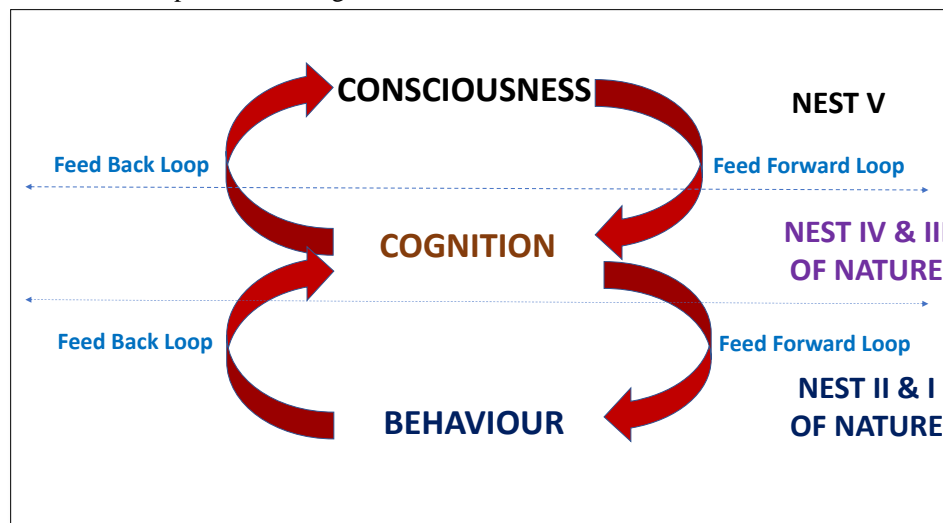 CONSCIOUSNESS
NEST V
Feed Back Loop
Feed Forward Loop
COGNITION
NEST IV & III
OF NATURE
Feed Back Loop
Feed Forward Loop
BEHAVIOUR
NEST II & I
OF NATURE